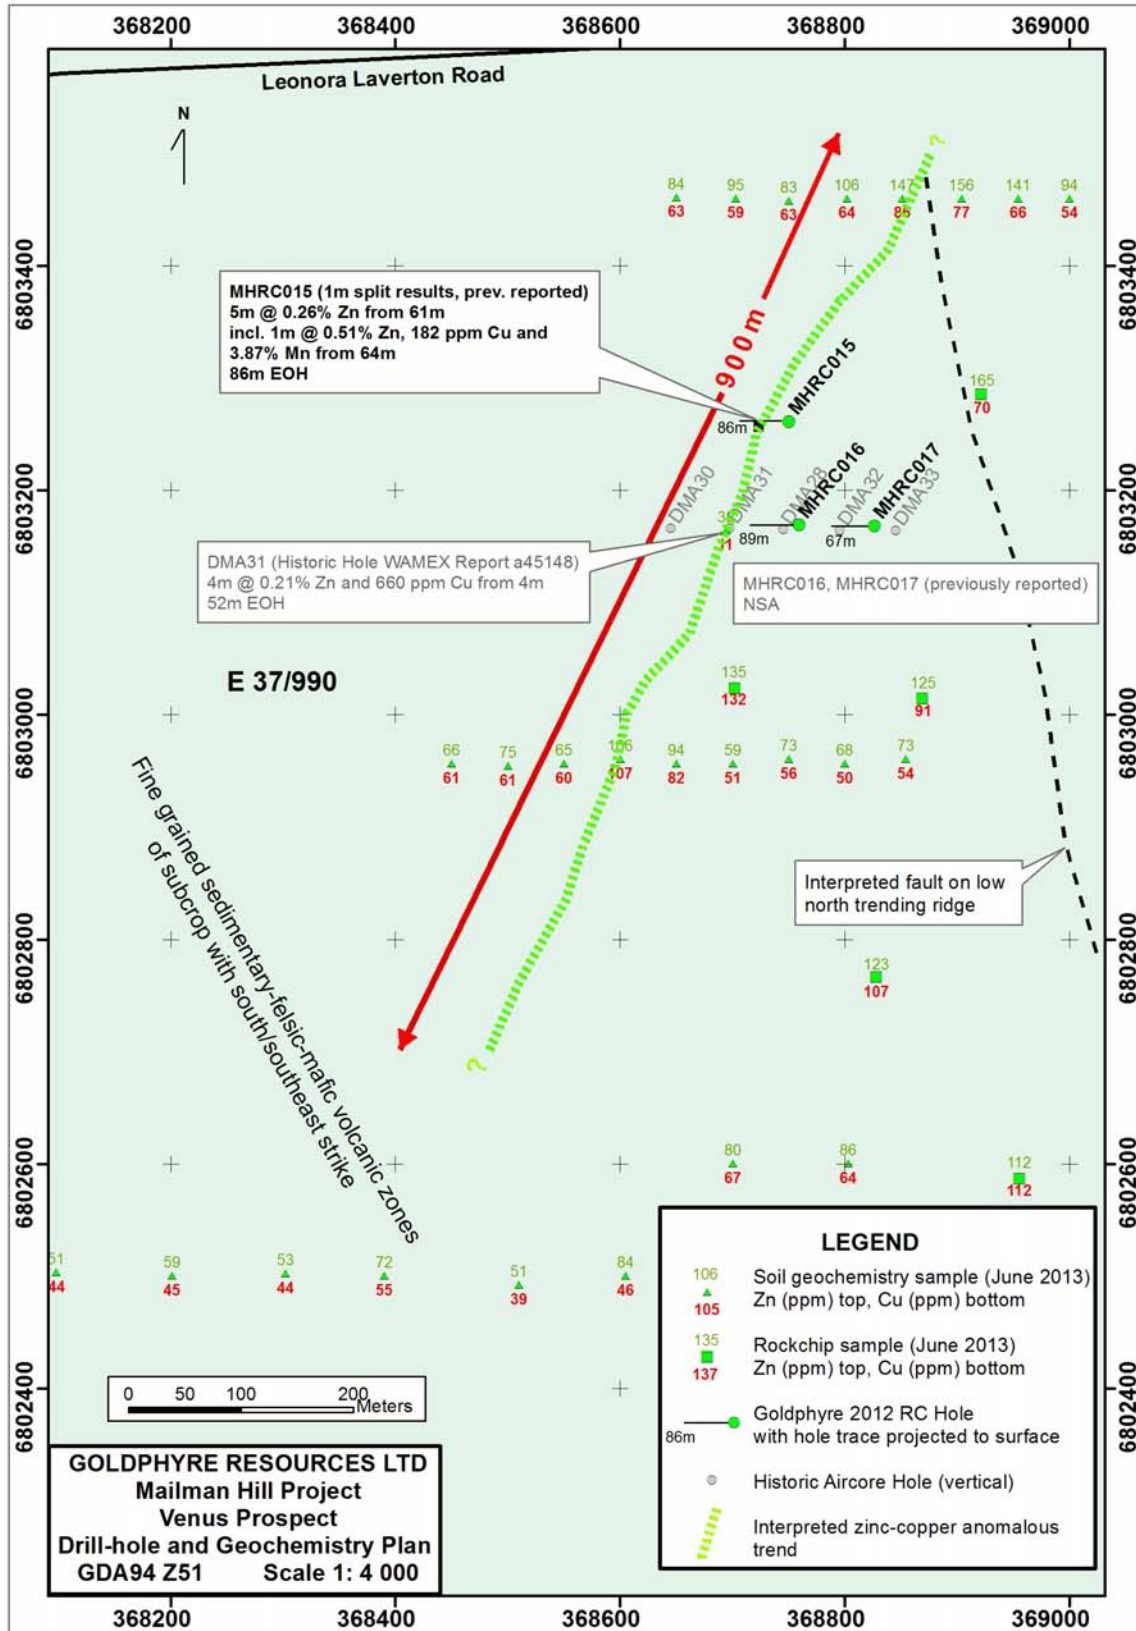 368200 368400 368600 368800 369000
Leonora Laverton Road
N
84 95 83 106 147 156 141 94
63 59 63 64 86 77 66 54
?
6803400 6803400
MHRC015 (1m split results, prev. reported)
5m @ 0.26% Zn from 61m
incl. 1m @ 0.51% Zn, 182 ppm Cu and
3.87% Mn from 64m
86m EOH
900m
MHRC015
86m
165
70
6803200 6803200
DMA30
DMA31
DMA28
MHRC016
DMA32
MHRC017
DMA33
89m
67m
DMA31 (Historic Hole WAMEX Report a45148)
4m @ 0.21% Zn and 660 ppm Cu from 4m
52m EOH
MHRC016, MHRC017 (previously reported)
NSA
E 37/990
135
132
125
91
6803000 6803000
66 75 65 106 94 59 73 68 73
61 61 60 107 82 51 56 50 54
Fine grained sedimentary-felsic-mafic volcanic zones
of subcrop with south/southeast strike
Interpreted fault on low
north trending ridge
6802800 6802800
123
107
?
6802600 6802600
80 86 112
67 64 112
51 59 53 72 51 84
44 45 44 55 39 46
LEGEND
106
105
Soil geochemistry sample (June 2013)
Zn (ppm) top, Cu (ppm) bottom
135
137
Rockchip sample (June 2013)
Zn (ppm) top, Cu (ppm) bottom
86m
Goldphyre 2012 RC Hole
with hole trace projected to surface
Historic Aircore Hole (vertical)
Interpreted zinc-copper anomalous
trend
6802400 6802400
0 50 100 200
Meters
GOLDPHYRE RESOURCES LTD
Mailman Hill Project
Venus Prospect
Drill-hole and Geochemistry Plan
GDA94 Z51 Scale 1: 4 000
368200 368400 368600 368800 369000